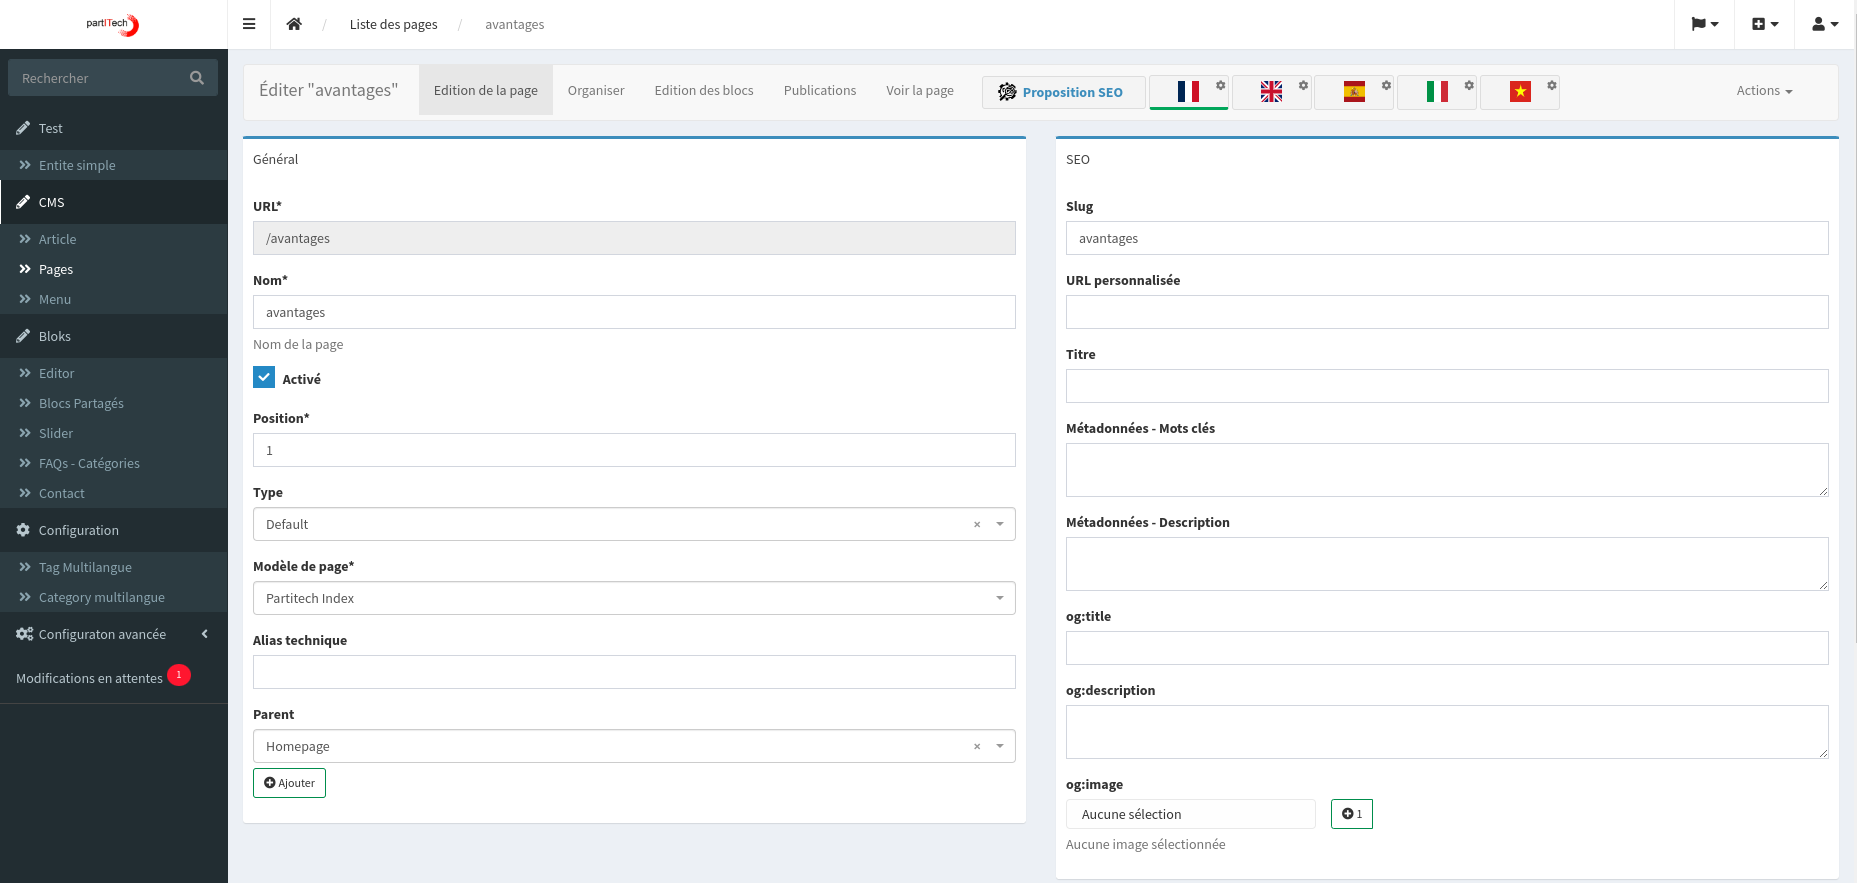 partITech
Liste des pages / avantages
Rechercher
Test
Entite simple
CMS
Article
Pages
Menu
Bloks
Editor
Blocs Partagés
Slider
FAQs - Catégories
Contact
Configuration
Tag Multilangue
Category multilangue
Configuraton avancée
Modifications en attentes 1
Éditer "avantages" Edition de la page Organiser Edition des blocs Publications Voir la page Proposition SEO Actions
Général
URL*
/avantages
Nom*
avantages
Nom de la page
Activé
Position*
1
Type
Default ×
Modèle de page*
Partitech Index
Alias technique
Parent
Homepage ×
Ajouter
SEO
Slug
avantages
URL personnalisée
Titre
Métadonnées - Mots clés
Métadonnées - Description
og:title
og:description
og:image
Aucune sélection 1
Aucune image sélectionnée